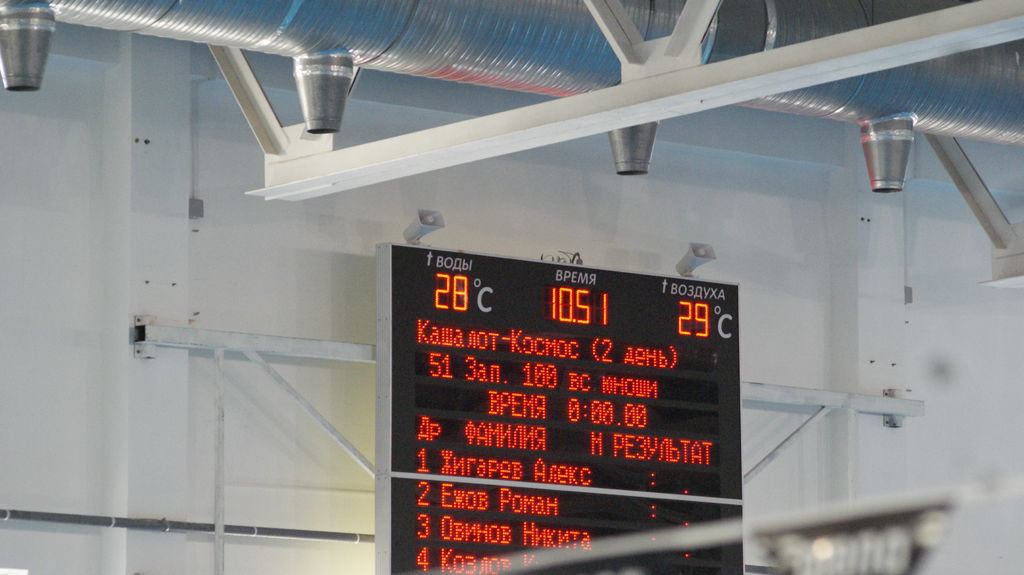 t ВОДЫ ВРЕМЯ t ВОЗДУХА
28 °C 10.51 29 °C
Кашалот-Космос (2 день)
51 Зап. 100 вс юноши
ВРЕМЯ 0:00.00
Др ФАМИЛИЯ М РЕЗУЛЬТАТ
1 Жигарев Алекс : .
2 Ежов Роман :
3 Овинов Никита :
4 Козлов